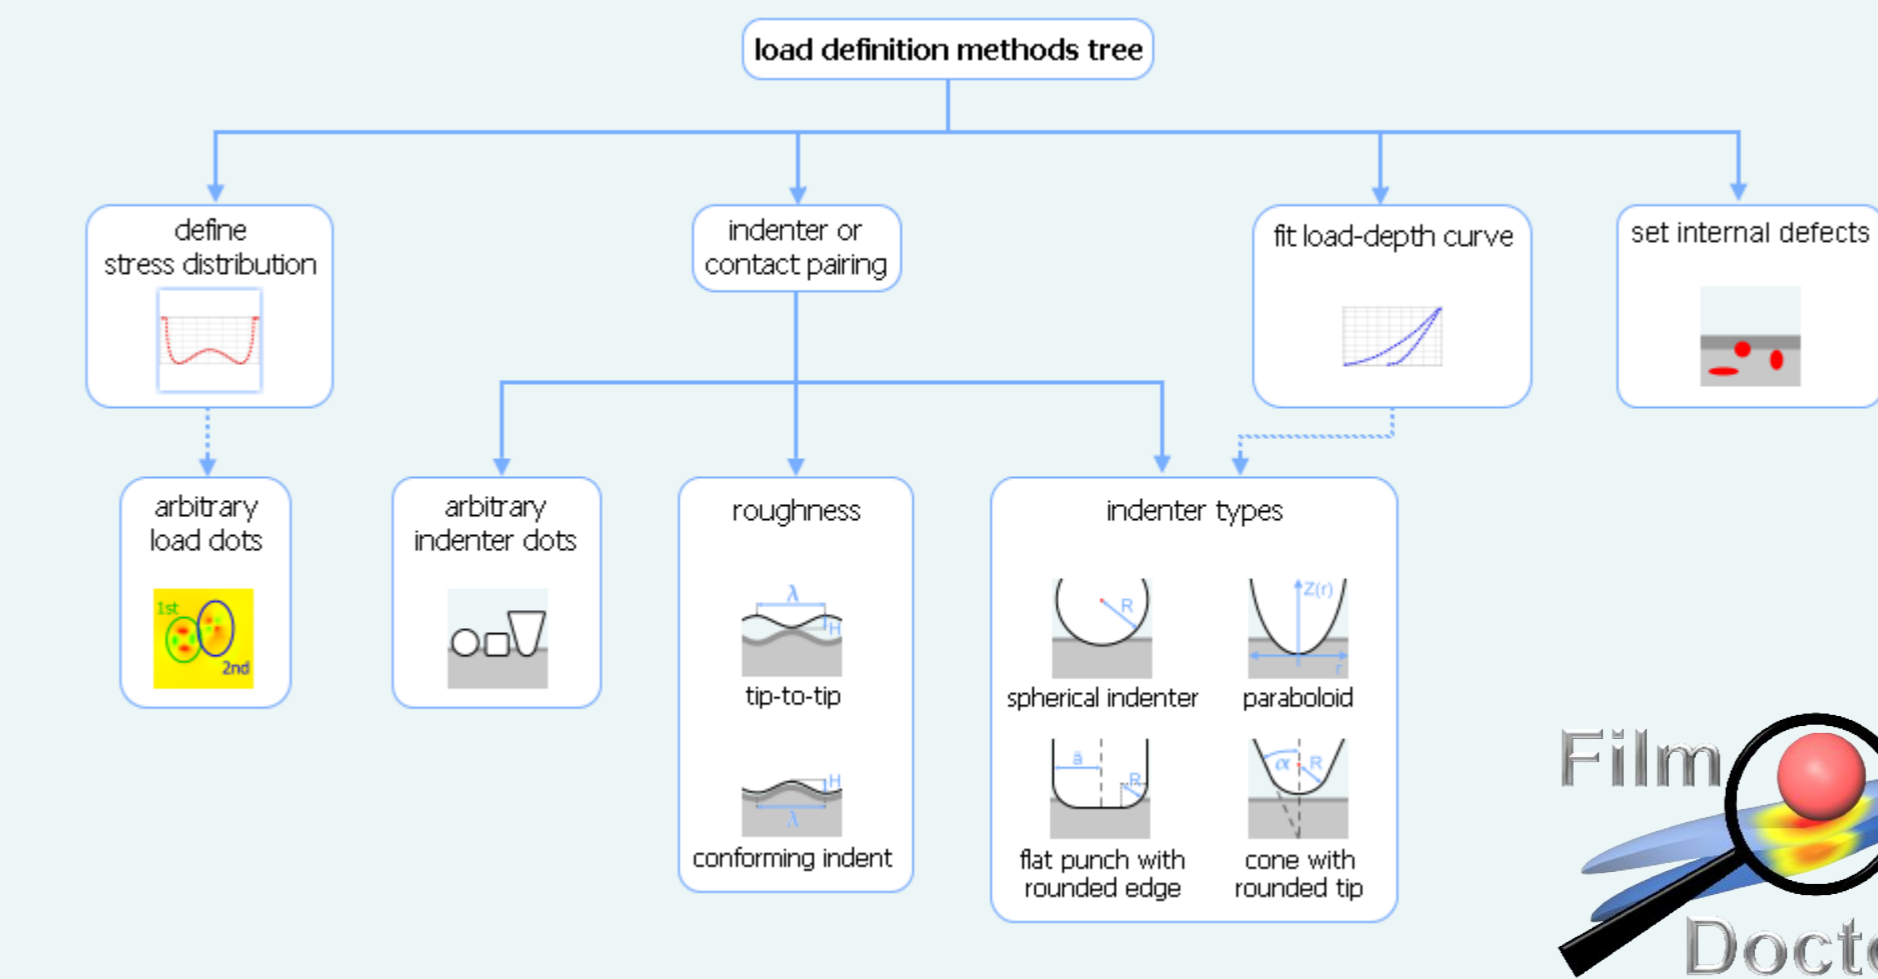 load definition methods tree
define
stress distribution
indenter or
contact pairing
fit load-depth curve
set internal defects
arbitrary
load dots
1st
2nd
arbitrary
indenter dots
roughness
λ
H
tip-to-tip
H
λ
conforming indent
indenter types
R
spherical indenter
Z(r)
r
paraboloid
a
R
flat punch with
rounded edge
α
R
cone with
rounded tip
Film